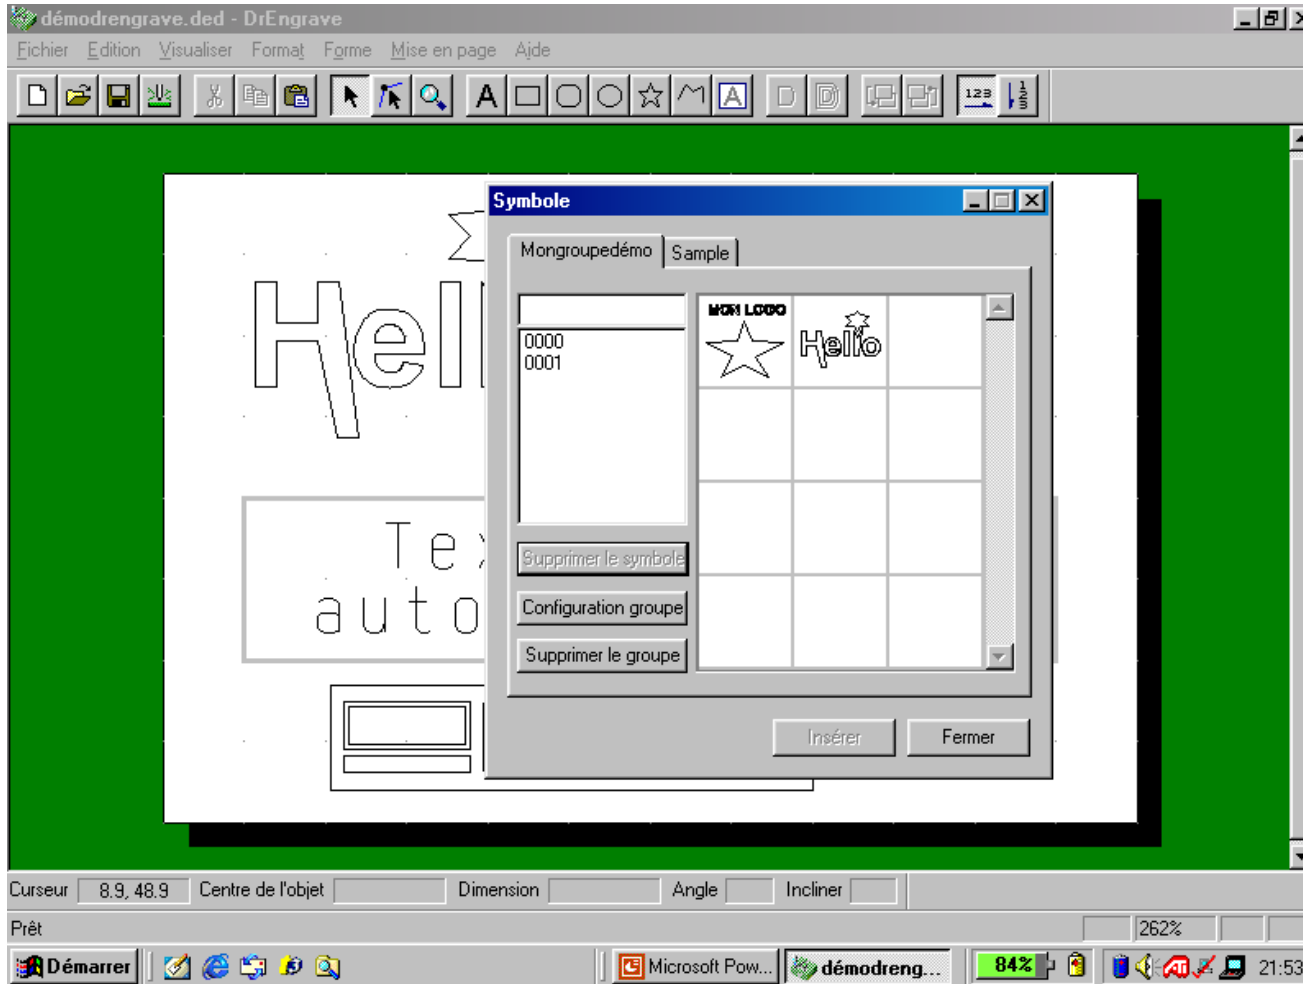 démodrengrave.ded - DrEngrave
Fichier Edition Visualiser Format Forme Mise en page Aide
A A D D 123 123
Symbole
Mongroupedémo Sample
MON LOGO
Hello
0000
0001
Hell
Te
auto
Supprimer le symbole
Configuration groupe
Supprimer le groupe
Insérer Fermer
Curseur 8.9, 48.9 Centre de l'objet Dimension Angle Incliner
Prêt 262%
Démarrer Microsoft Pow... démodreng... 84% 21:53